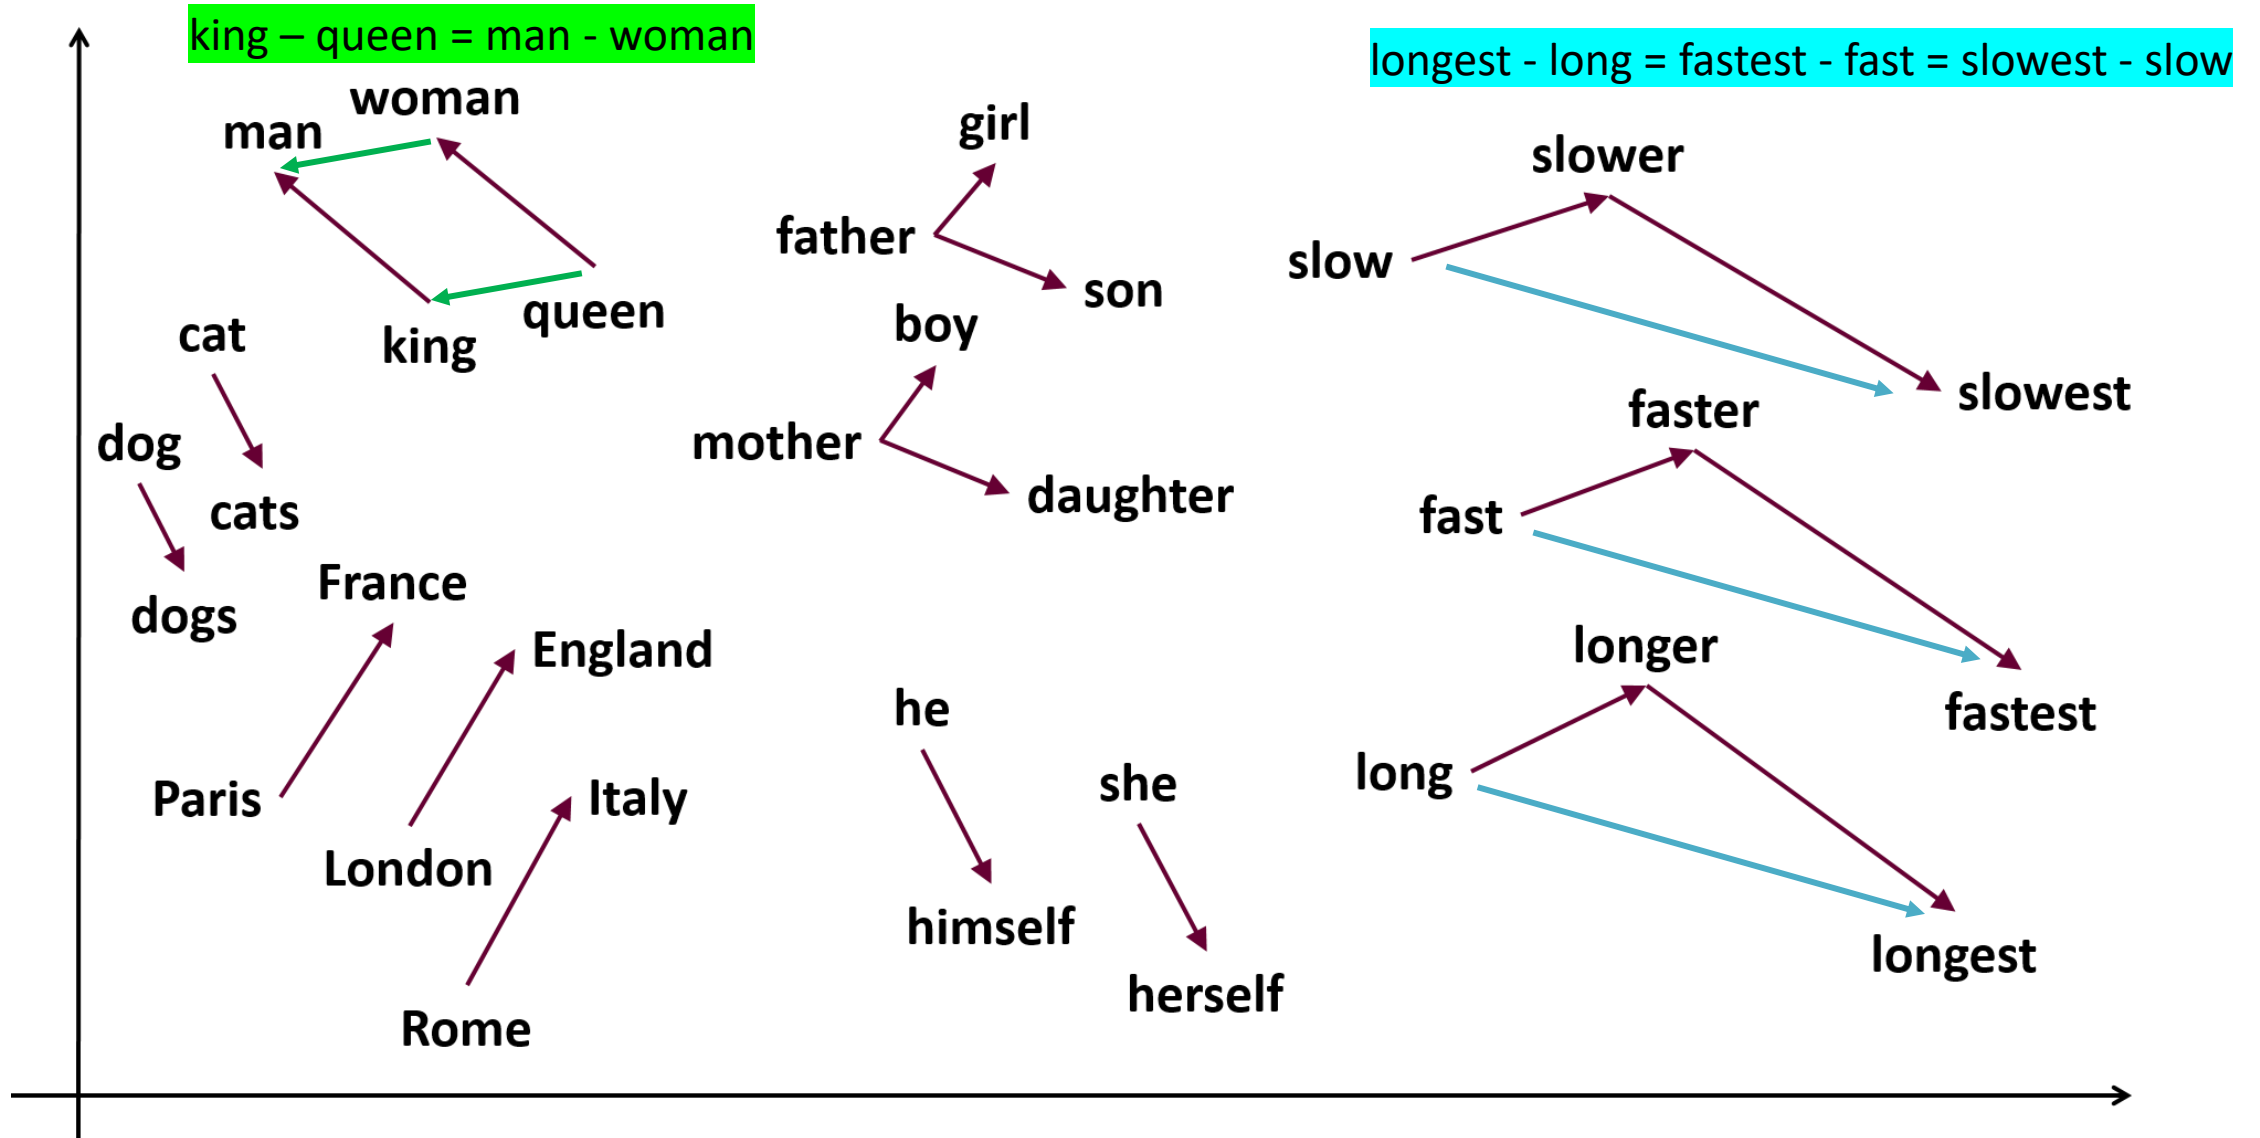 king – queen = man - woman
longest - long = fastest - fast = slowest - slow
woman
man
girl
slower
father
slow
son
queen
boy
cat
king
slowest
faster
dog
mother
daughter
cats
fast
France
dogs
England
longer
he
fastest
long
she
Paris
Italy
London
himself
longest
herself
Rome